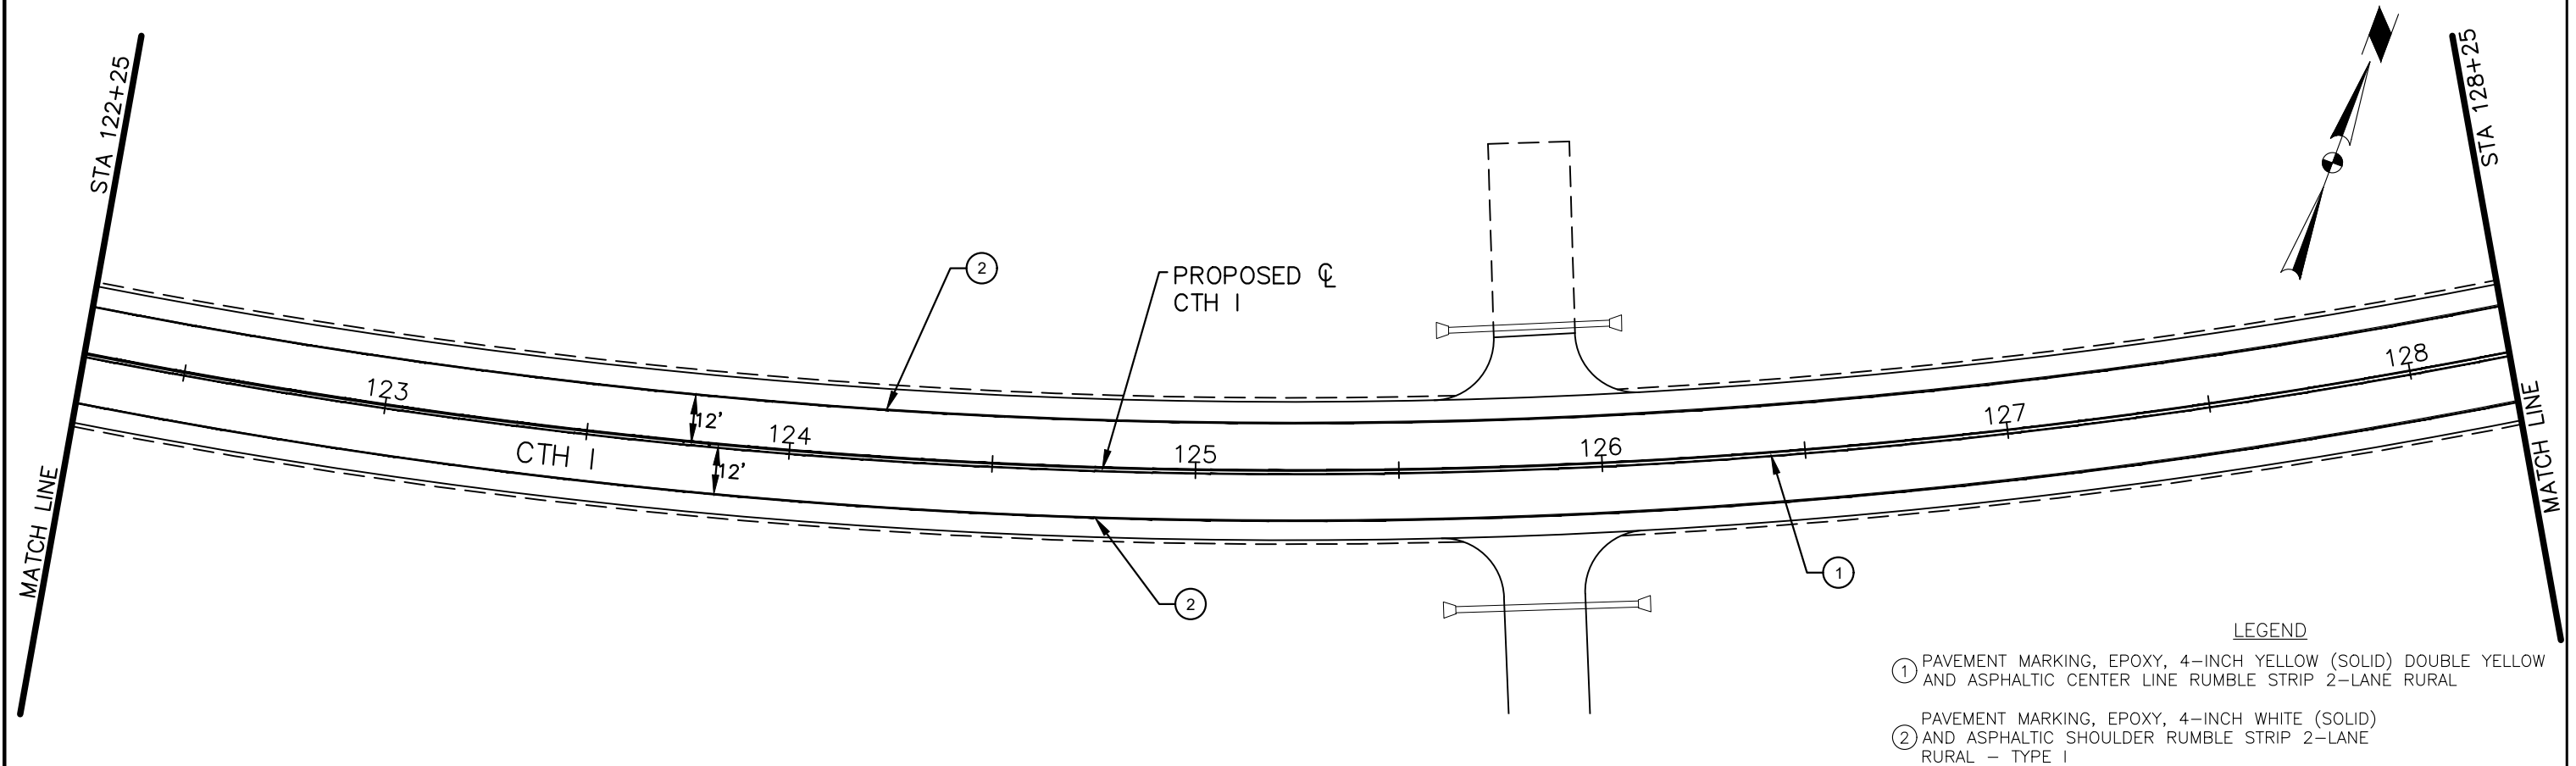 STA 122+25
MATCH LINE
123
CTH I
12'
12'
124
2
PROPOSED ℄
CTH I
125
2
126
1
127
128
STA 128+25
MATCH LINE
LEGEND
1 PAVEMENT MARKING, EPOXY, 4-INCH YELLOW (SOLID) DOUBLE YELLOW
AND ASPHALTIC CENTER LINE RUMBLE STRIP 2-LANE RURAL
PAVEMENT MARKING, EPOXY, 4-INCH WHITE (SOLID)
2 AND ASPHALTIC SHOULDER RUMBLE STRIP 2-LANE
RURAL - TYPE I